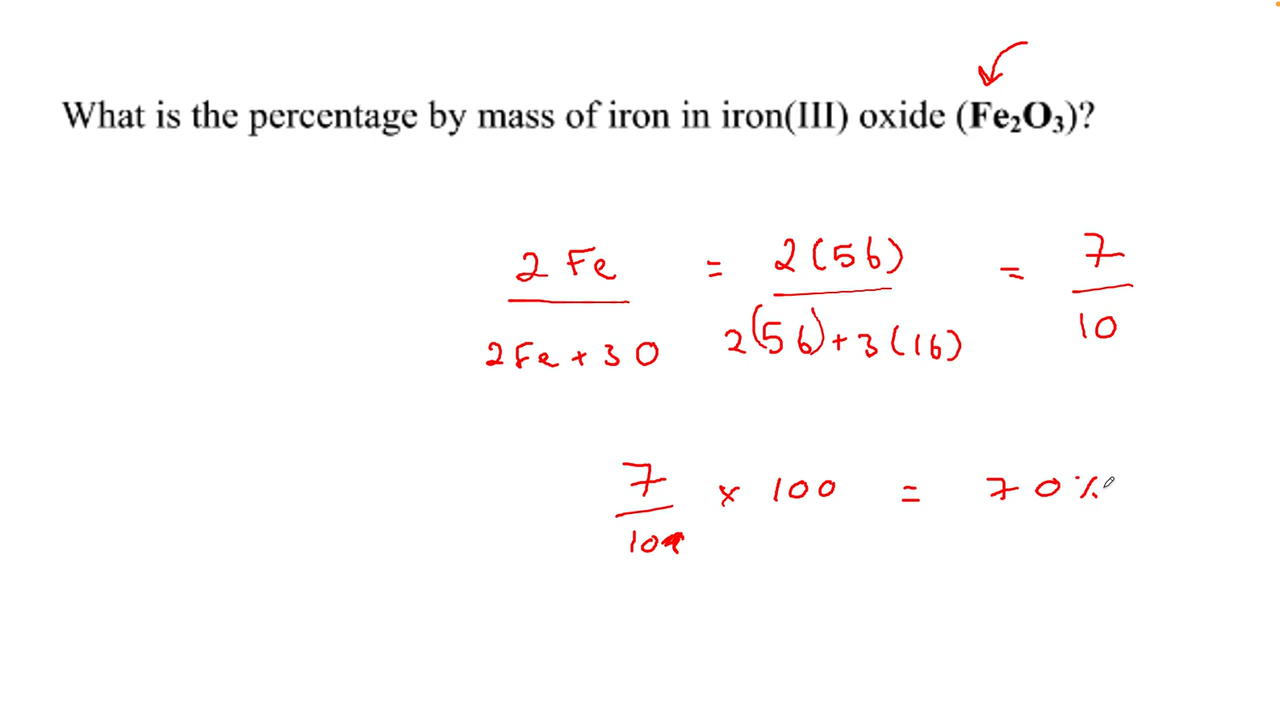 What is the percentage by mass of iron in iron(III) oxide (Fe₂O₃)?
2 Fe = 2(56) = 7
2Fe + 3O 2(56)+3(16) 10
7 × 100 = 70%
10